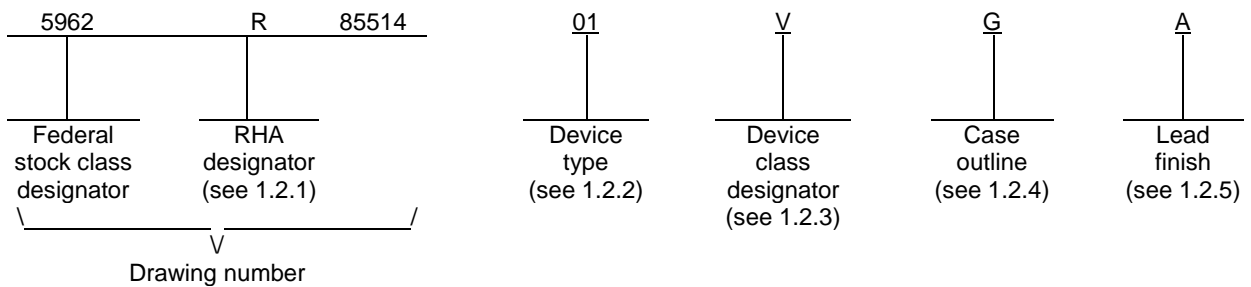 5962 R 85514 01 V G A
Federal stock class designator
RHA designator (see 1.2.1)
Device type (see 1.2.2)
Device class designator (see 1.2.3)
Case outline (see 1.2.4)
Lead finish (see 1.2.5)
Drawing number